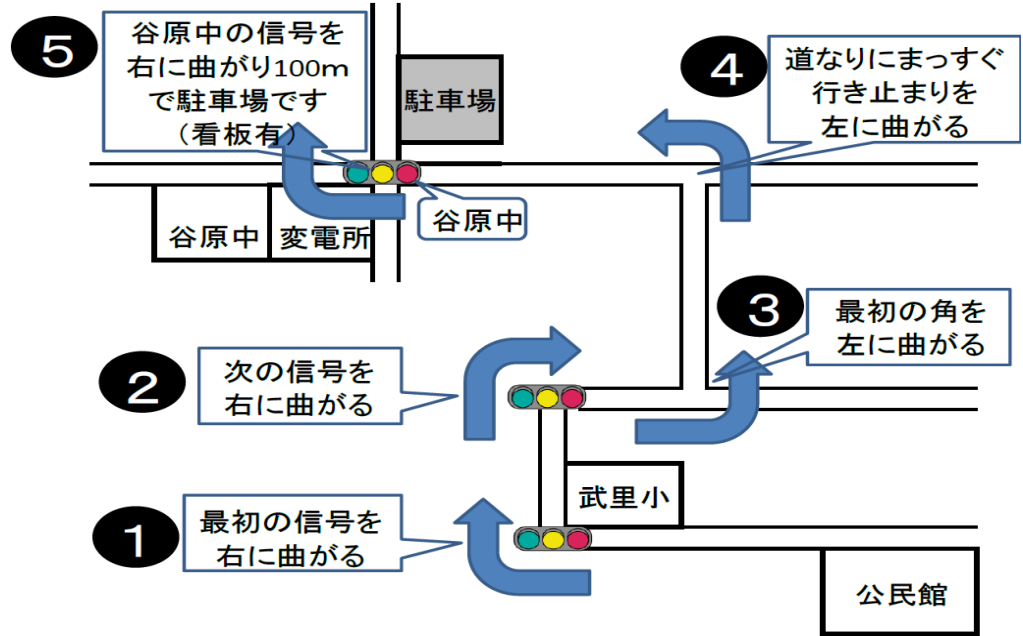 5
谷原中の信号を
右に曲がり100m
で駐車場です
（看板有）
駐車場
4
道なりにまっすぐ
行き止まりを
左に曲がる
谷原中
変電所
谷原中
3
最初の角を
左に曲がる
2
次の信号を
右に曲がる
武里小
1
最初の信号を
右に曲がる
公民館